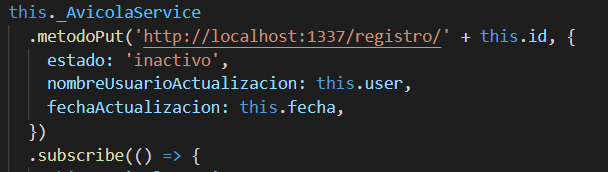 this._AvicolaService
.metodoPut('http://localhost:1337/registro/' + this.id, {
estado: 'inactivo',
nombreUsuarioActualizacion: this.user,
fechaActualizacion: this.fecha,
})
.subscribe(() => {